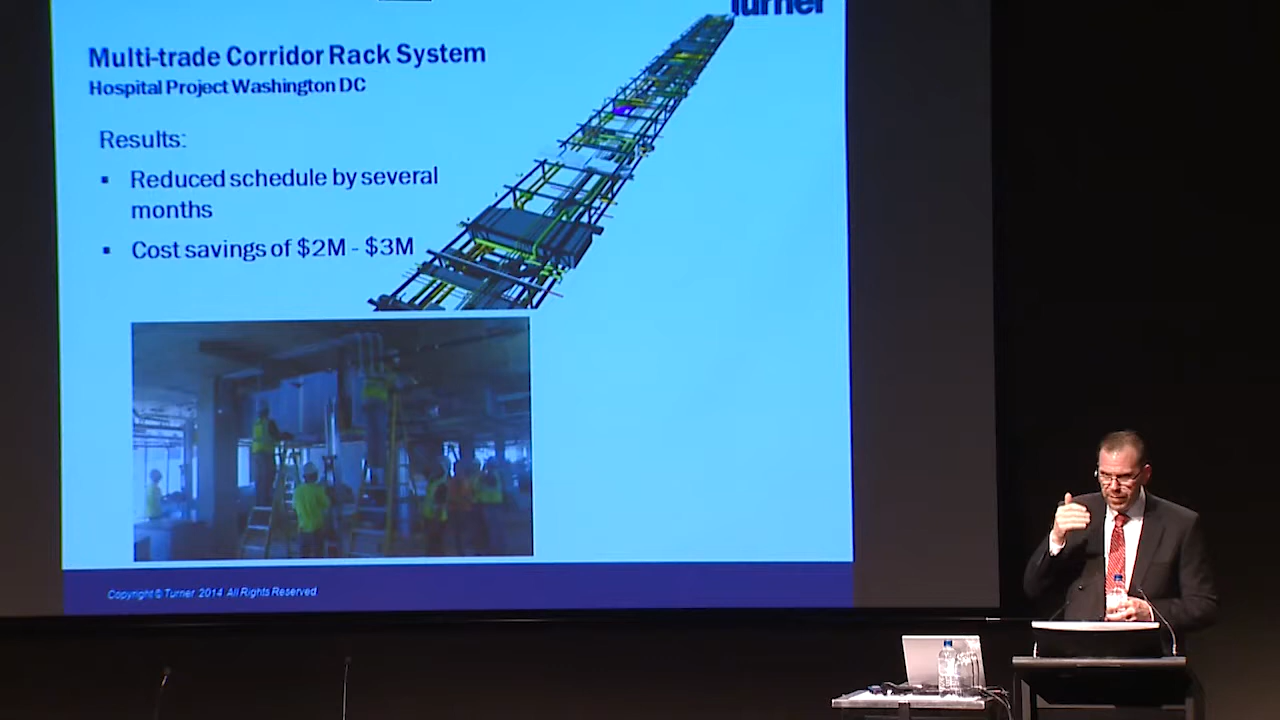 Turner
Multi-trade Corridor Rack System
Hospital Project Washington DC
Results:
▪ Reduced schedule by several
months
▪ Cost savings of $2M - $3M
Copyright © Turner 2014 All Rights Reserved